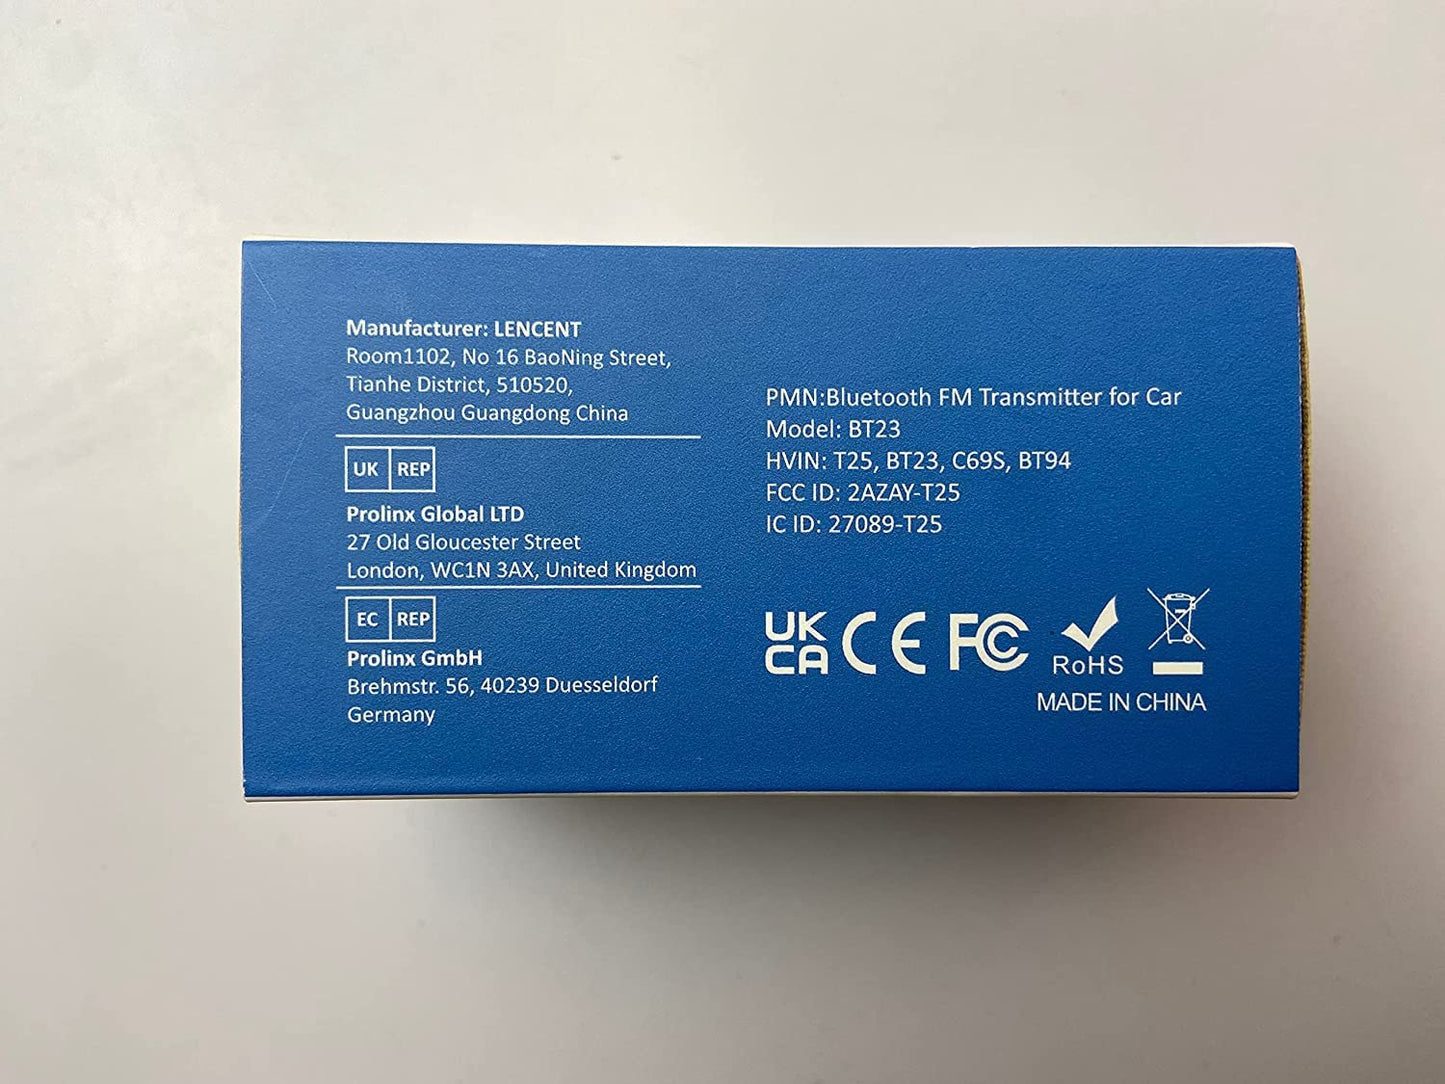 Manufacturer: LENCENT
Room1102, No 16 BaoNing Street,
Tianhe District, 510520,
Guangzhou Guangdong China
UK REP
Prolinx Global LTD
27 Old Gloucester Street
London, WC1N 3AX, United Kingdom
EC REP
Prolinx GmbH
Brehmstr. 56, 40239 Duesseldorf
Germany
PMN:Bluetooth FM Transmitter for Car
Model: BT23
HVIN: T25, BT23, C69S, BT94
FCC ID: 2AZAY-T25
IC ID: 27089-T25
UK
CA
CE
FC
RoHS
MADE IN CHINA